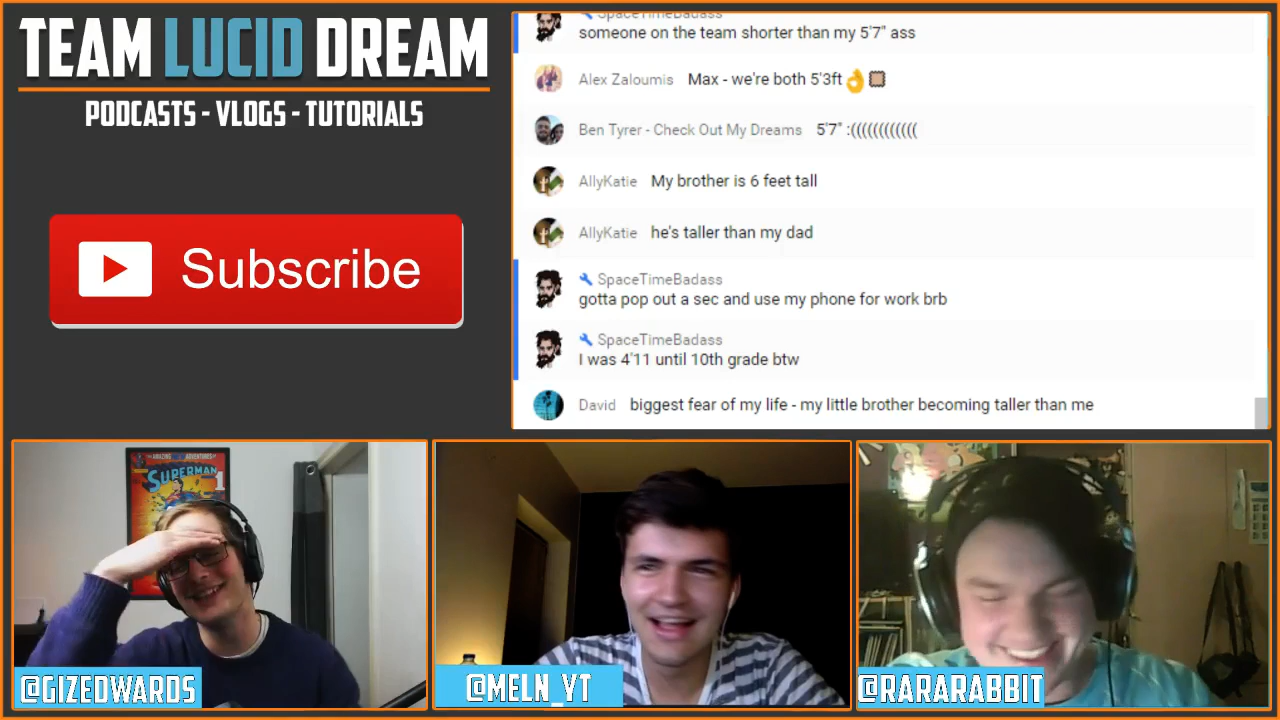 TEAM LUCID DREAM
PODCASTS - VLOGS - TUTORIALS
Subscribe
SpaceTimeBadass
someone on the team shorter than my 5'7" ass
Alex Zaloumis Max - we're both 5'3ft👌🏽
Ben Tyrer - Check Out My Dreams 5'7" :((((((((((((
AllyKatie My brother is 6 feet tall
AllyKatie he's taller than my dad
SpaceTimeBadass
gotta pop out a sec and use my phone for work brb
SpaceTimeBadass
I was 4'11 until 10th grade btw
David biggest fear of my life - my little brother becoming taller than me
SUPERMAN
1
@GIZEDWARDS
@MELN_YT
@RARARABBIT